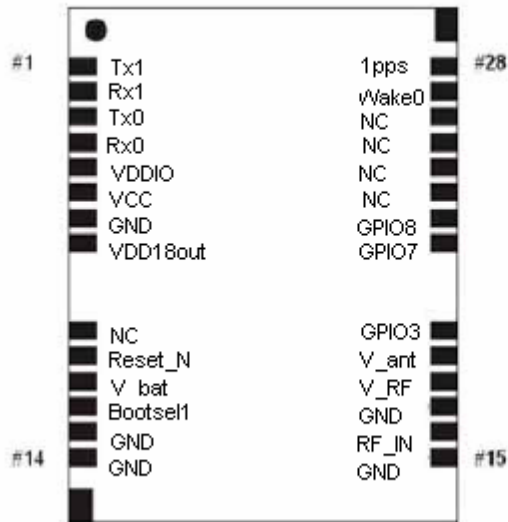 #1 Tx1 1pps #28
Rx1 Wake0
Tx0 NC
Rx0 NC
VDDIO NC
VCC NC
GND GPIO8
VDD18out GPIO7
NC GPIO3
Reset_N V_ant
V_bat V_RF
Bootsel1 GND
#14 GND RF_IN #15
GND GND